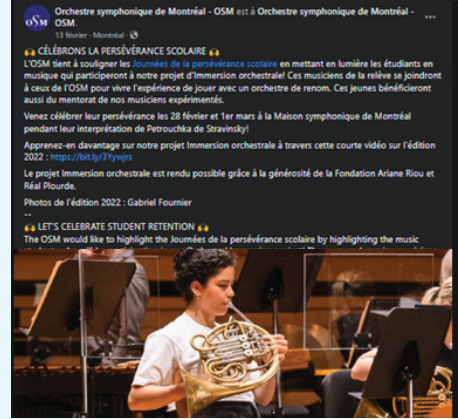 Orchestre symphonique de Montréal - OSM est à Orchestre symphonique de Montréal -
OSM.
13 février · Montréal ·
OSM
CÉLÉBRONS LA PERSÉVÉRANCE SCOLAIRE
L'OSM tient à souligner les Journées de la persévérance scolaire en mettant en lumière les étudiants en
musique qui participeront à notre projet d'Immersion orchestrale! Ces musiciens de la relève se joindront
à ceux de l'OSM pour vivre l'expérience de jouer avec un orchestre de renom. Ces jeunes bénéficieront
aussi du mentorat de nos musiciens expérimentés.
Venez célébrer leur persévérance les 28 février et 1er mars à la Maison symphonique de Montréal
pendant leur interprétation de Petrouchka de Stravinsky!
Apprenez-en davantage sur notre projet Immersion orchestrale à travers cette courte vidéo sur l'édition
2022 : https://bit.ly/3Yywjrs
Le projet Immersion orchestrale est rendu possible grâce à la générosité de la Fondation Ariane Riou et
Réal Plourde.
Photos de l'édition 2022 : Gabriel Fournier
--
LET'S CELEBRATE STUDENT RETENTION
The OSM would like to highlight the Journées de la persévérance scolaire by highlighting the music